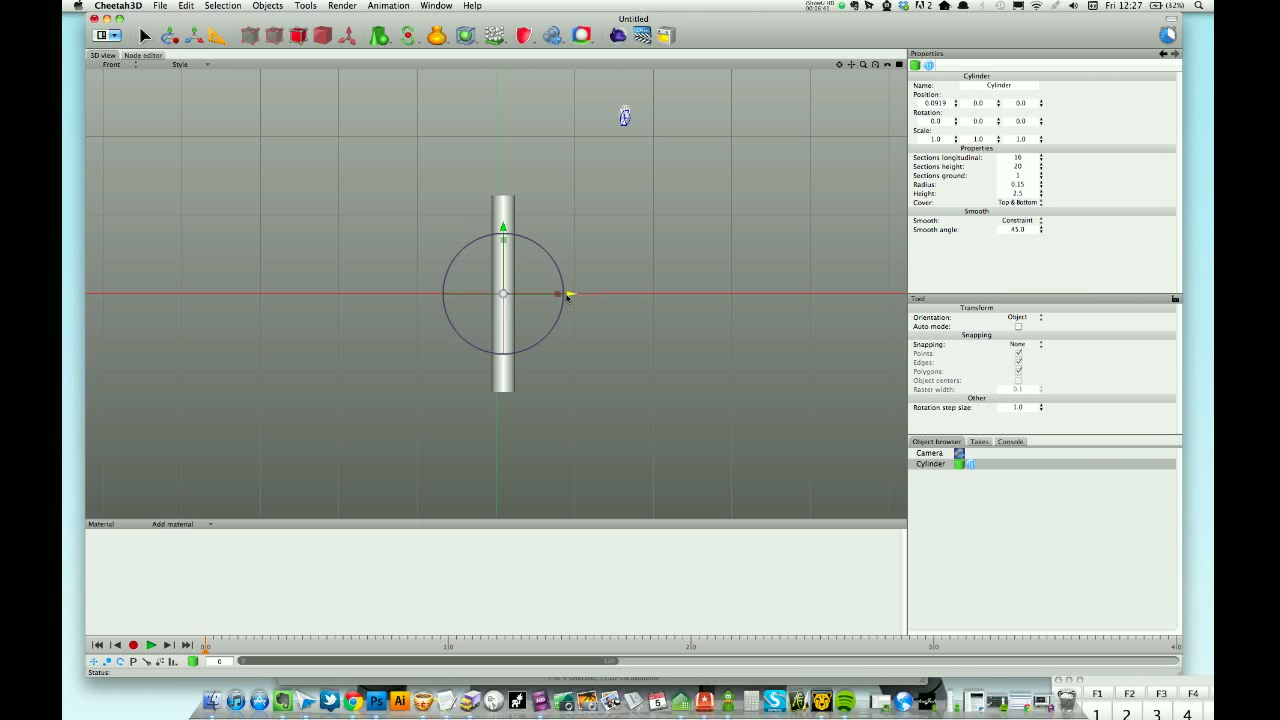 Cheetah3D File Edit Selection Objects Tools Render Animation Window Help
2 Fri 12:27 (32%)
Untitled
3D view Node editor
Front Style
Properties
Cylinder
Name: Cylinder
Position:
0.0919 0.0 0.0
Rotation:
0.0 0.0 0.0
Scale:
1.0 1.0 1.0
Properties
Sections longitudinal: 16
Sections height: 20
Sections ground: 1
Radius: 0.15
Height: 2.5
Cover: Top & Bottom
Smooth
Smooth: Constraint
Smooth angle: 45.0
Tool
Transform
Orientation: Object
Auto mode:
Snapping
Snapping: None
Points:
Edges:
Polygons:
Object centers:
Raster width: 0.1
Other
Rotation step size: 1.0
Object browser Takes Console
Camera
Cylinder
Material Add material
P 0 0 120
Status:
F1 F2 F3 F4
1 2 3 4